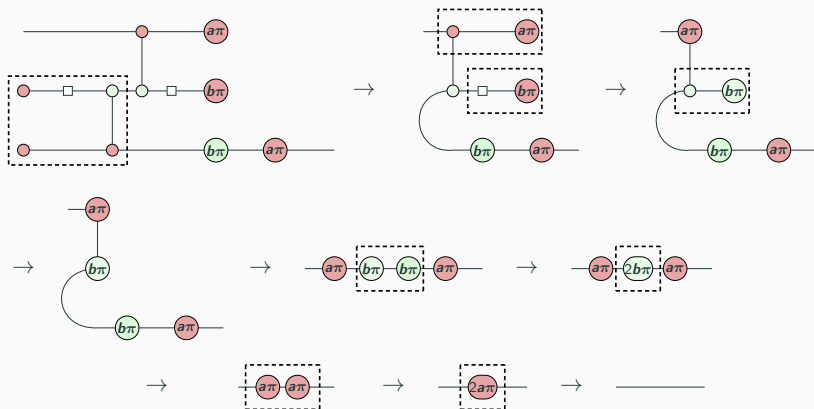 aπ aπ aπ
bπ → bπ → bπ
bπ aπ bπ aπ bπ aπ
aπ
→ bπ → aπ bπ bπ aπ → aπ 2bπ aπ
bπ aπ
→ aπ aπ → 2aπ →